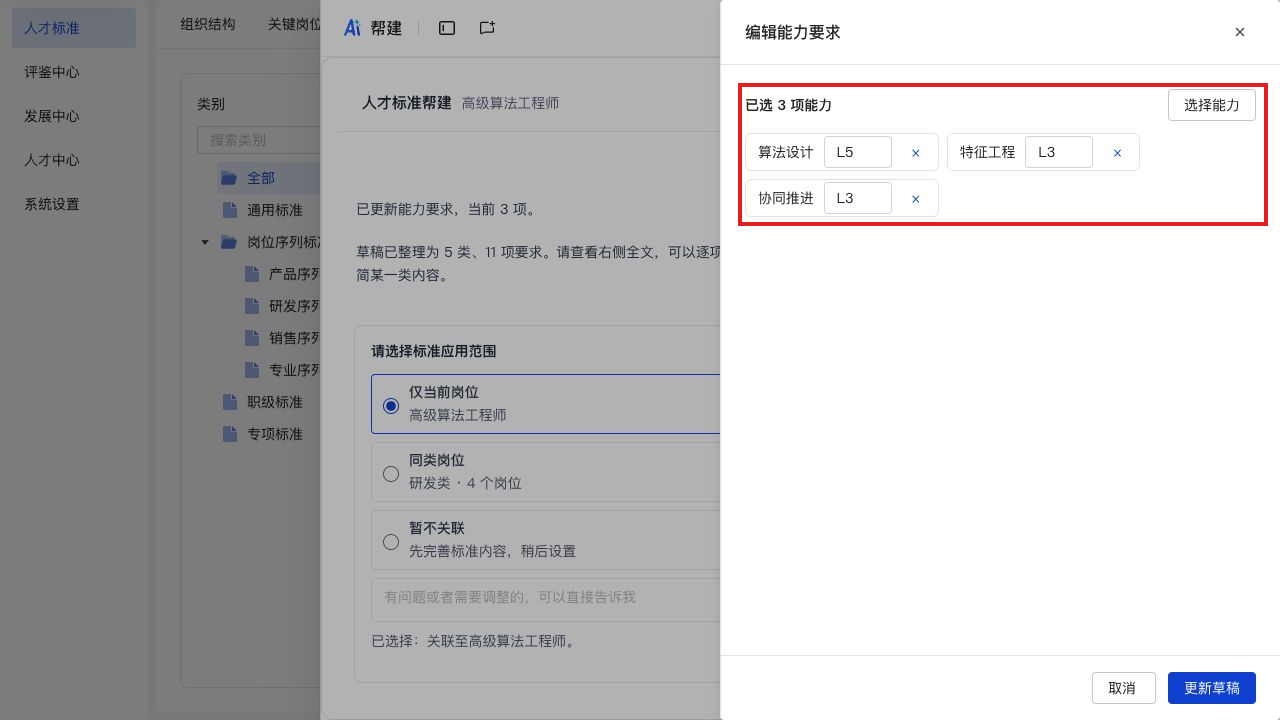 人才标准
评鉴中心
发展中心
人才中心
系统设置
组织结构
关键岗位
类别
搜索类别
全部
通用标准
岗位序列标准
产品序列
研发序列
销售序列
专业序列
职级标准
专项标准
Ai 帮建
人才标准帮建 高级算法工程师
已更新能力要求，当前 3 项。
草稿已整理为 5 类、11 项要求。请查看右侧全文，可以逐项
简某一类内容。
请选择标准应用范围
仅当前岗位
高级算法工程师
同类岗位
研发类 · 4 个岗位
暂不关联
先完善标准内容，稍后设置
有问题或者需要调整的，可以直接告诉我
已选择：关联至高级算法工程师。
编辑能力要求 ×
已选 3 项能力 选择能力
算法设计 L5 × 特征工程 L3 ×
协同推进 L3 ×
取消 更新草稿